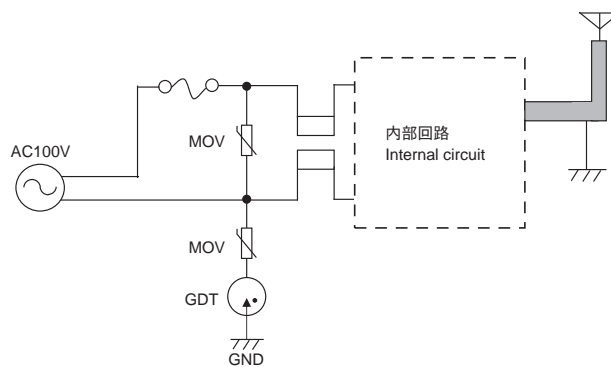 AC100V
MOV
内部回路
Internal circuit
MOV
GDT
GND